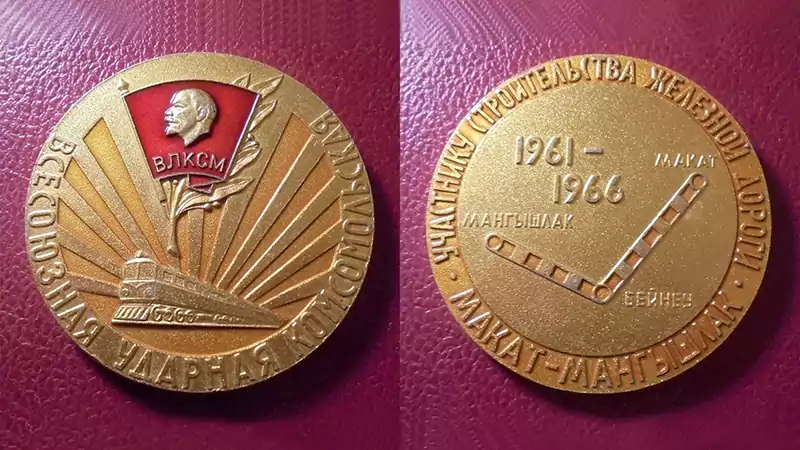 ВЛКСМ
ВСЕСОЮЗНАЯ УДАРНАЯ КОМСОМОЛЬСКАЯ
· УЧАСТНИКУ СТРОИТЕЛЬСТВА ЖЕЛЕЗНОЙ ДОРОГИ ·
1961 –
1966
МАКАТ
МАНГЫШЛАК
БЕЙНЕУ
МАКАТ-МАНГЫШЛАК